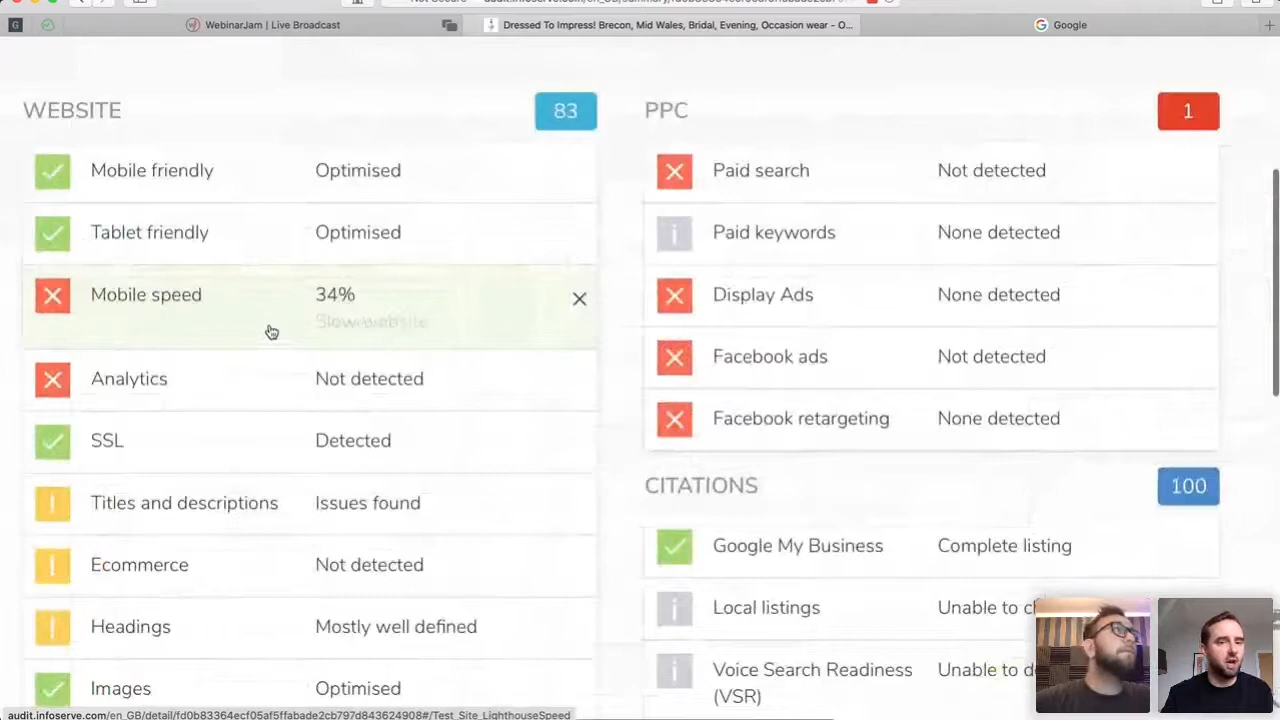 Not Secure
WebinarJam | Live Broadcast
Dressed To Impress! Brecon, Mid Wales, Bridal, Evening, Occasion wear - O...
Google
WEBSITE
83
Mobile friendly Optimised
Tablet friendly Optimised
Mobile speed 34%
Slow website
Analytics Not detected
SSL Detected
Titles and descriptions Issues found
Ecommerce Not detected
Headings Mostly well defined
Images Optimised
PPC
1
Paid search Not detected
Paid keywords None detected
Display Ads None detected
Facebook ads Not detected
Facebook retargeting None detected
CITATIONS
100
Google My Business Complete listing
Local listings Unable to
Voice Search Readiness Unable to
(VSR)
audit.infoserve.com/en_GB/detail/fd0b83364ecf05af5ffabade2cb797d843624908#/Test_Site_LighthouseSpeed